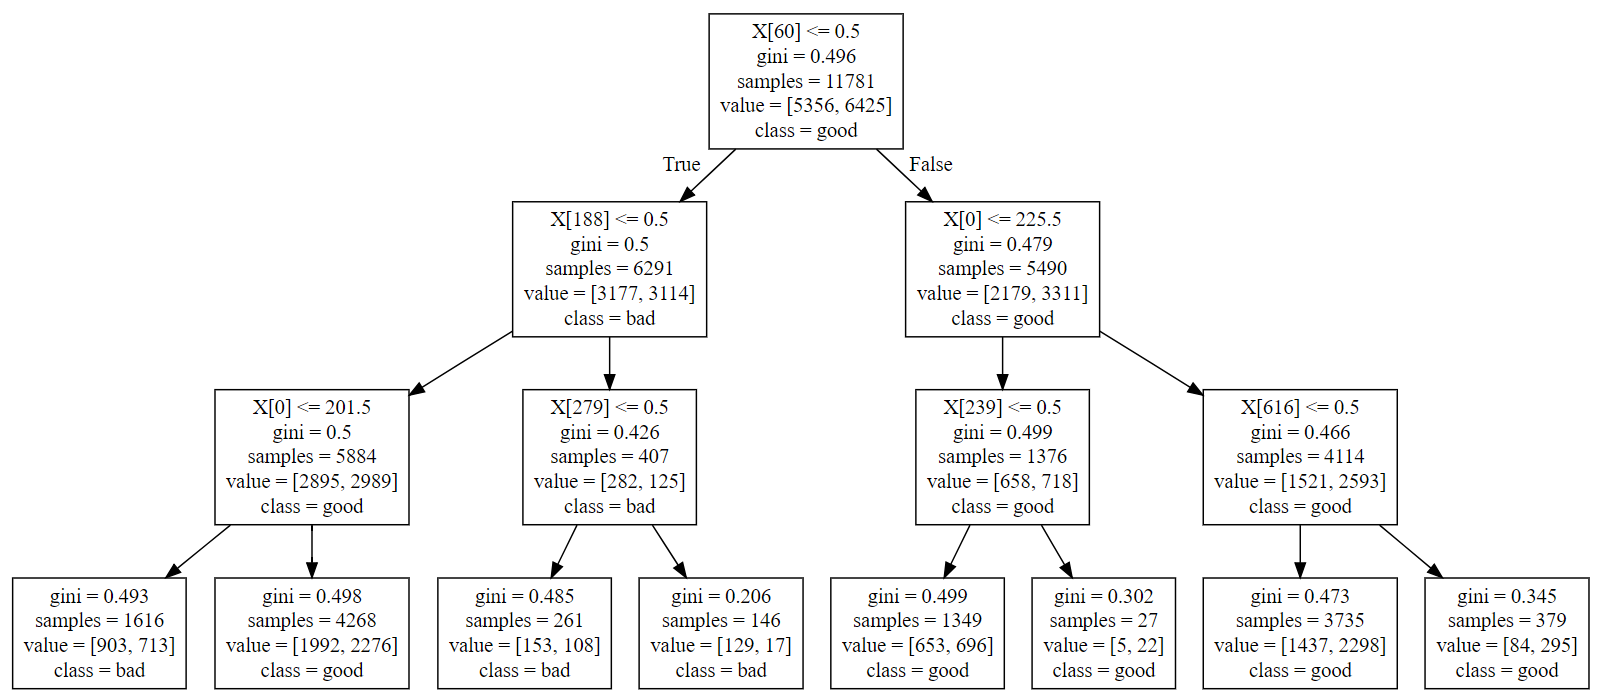 X[60] <= 0.5
gini = 0.496
samples = 11781
value = [5356, 6425]
class = good
True
False
X[188] <= 0.5
gini = 0.5
samples = 6291
value = [3177, 3114]
class = bad
X[0] <= 225.5
gini = 0.479
samples = 5490
value = [2179, 3311]
class = good
X[0] <= 201.5
gini = 0.5
samples = 5884
value = [2895, 2989]
class = good
X[279] <= 0.5
gini = 0.426
samples = 407
value = [282, 125]
class = bad
X[239] <= 0.5
gini = 0.499
samples = 1376
value = [658, 718]
class = good
X[616] <= 0.5
gini = 0.466
samples = 4114
value = [1521, 2593]
class = good
gini = 0.493
samples = 1616
value = [903, 713]
class = bad
gini = 0.498
samples = 4268
value = [1992, 2276]
class = good
gini = 0.485
samples = 261
value = [153, 108]
class = bad
gini = 0.206
samples = 146
value = [129, 17]
class = bad
gini = 0.499
samples = 1349
value = [653, 696]
class = good
gini = 0.302
samples = 27
value = [5, 22]
class = good
gini = 0.473
samples = 3735
value = [1437, 2298]
class = good
gini = 0.345
samples = 379
value = [84, 295]
class = good